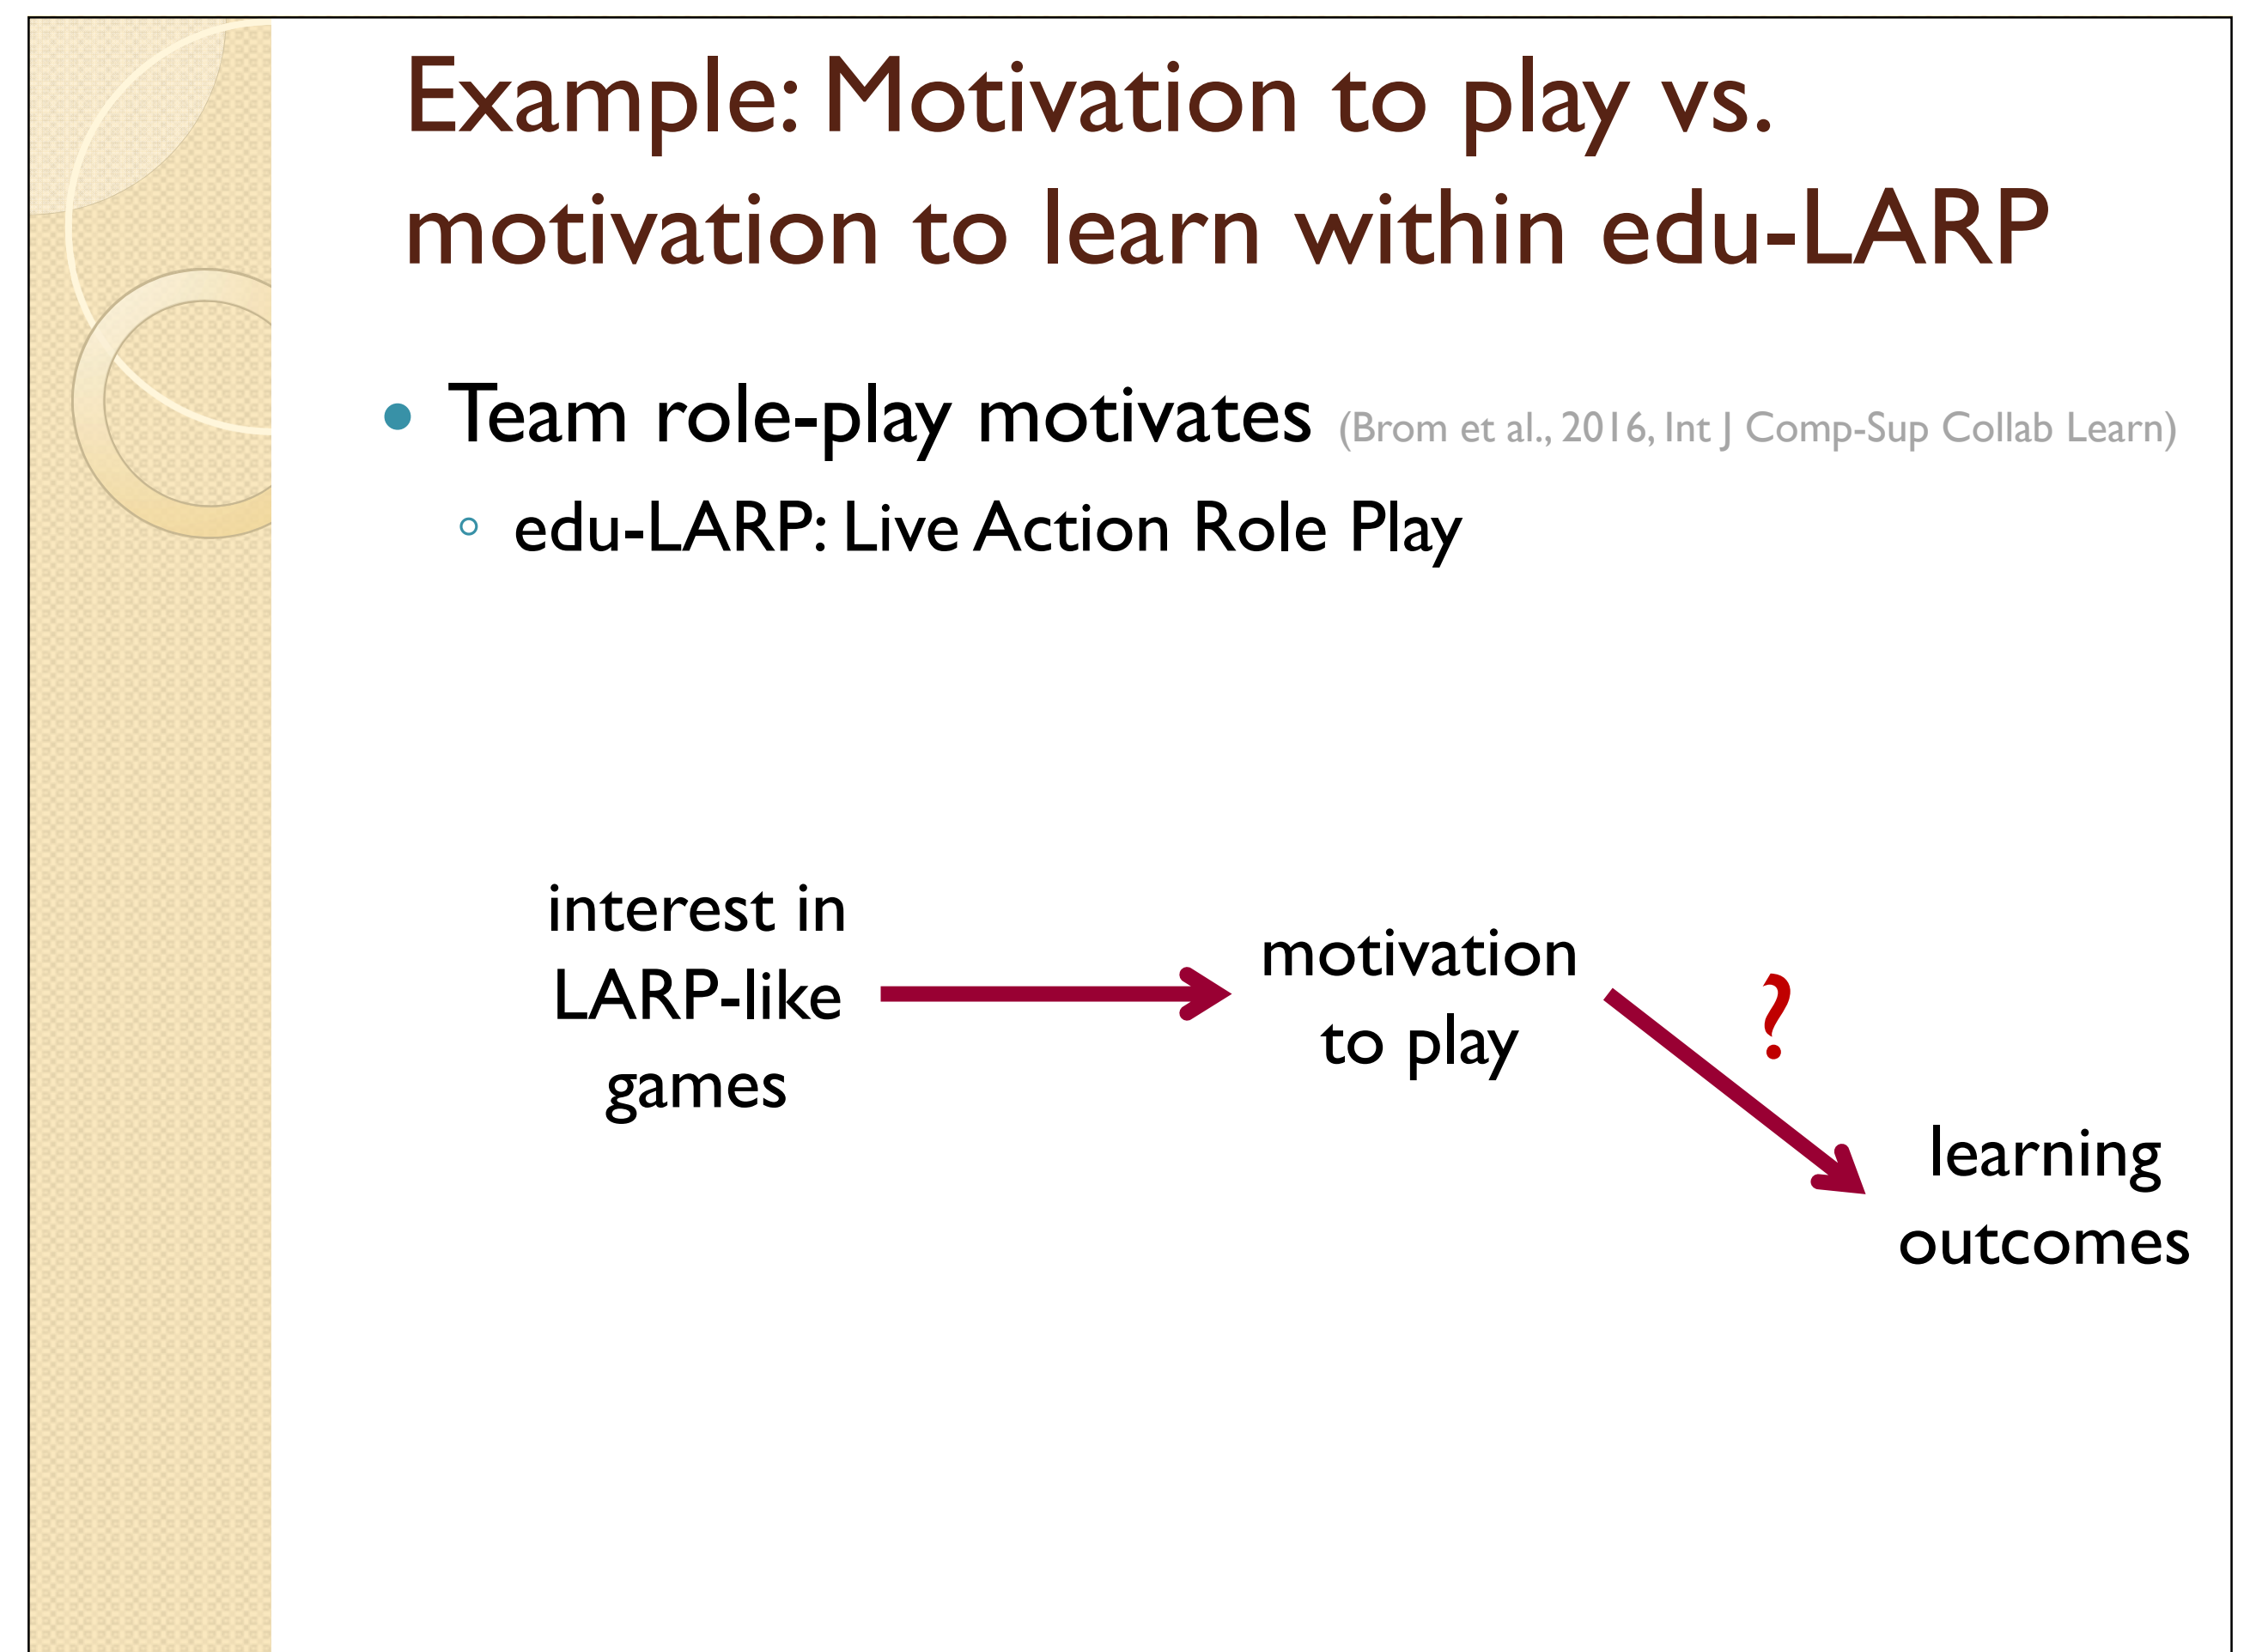 Example: Motivation to play vs.
motivation to learn within edu-LARP
• Team role-play motivates (Brom et al., 2016, Int J Comp-Sup Collab Learn)
◦ edu-LARP: Live Action Role Play
interest in
LARP-like
games
motivation
to play
?
learning
outcomes